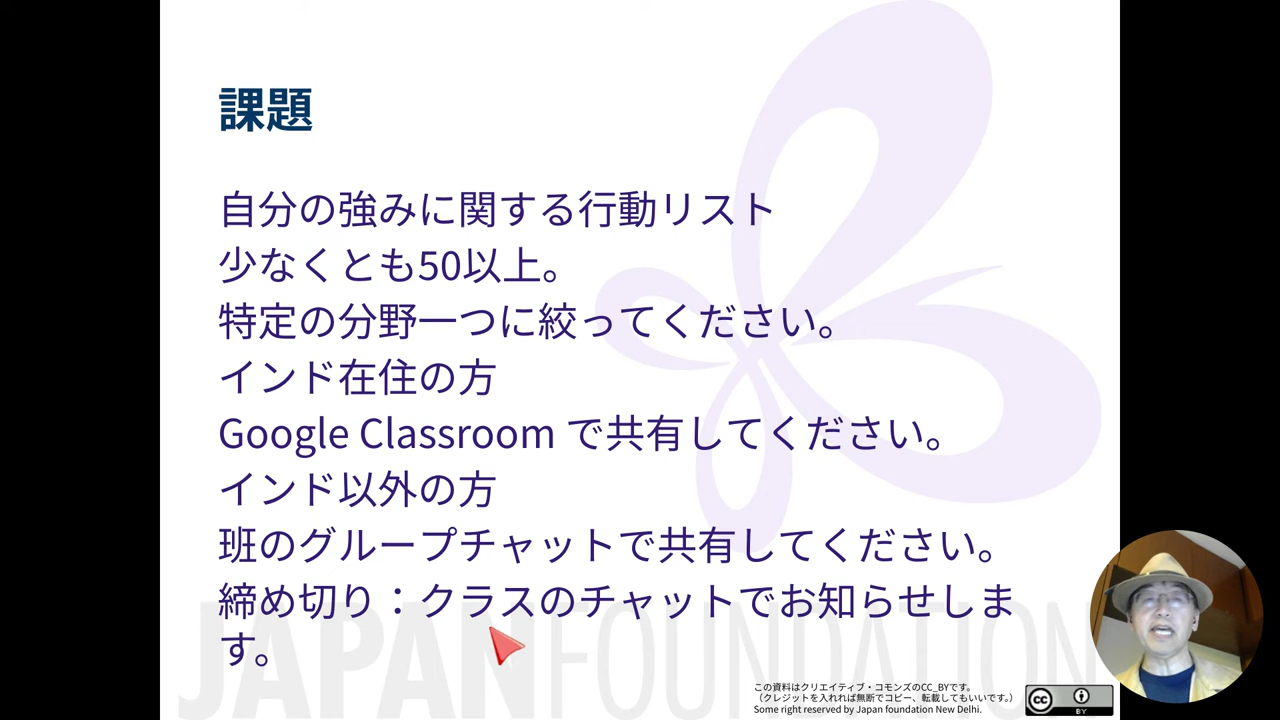 課題
自分の強みに関する行動リスト
少なくとも50以上。
特定の分野一つに絞ってください。
インド在住の方
Google Classroom で共有してください。
インド以外の方
班のグループチャットで共有してください。
締め切り：クラスのチャットでお知らせしま
す。
JAPANFOUNDATION
この資料はクリエイティブ・コモンズのCC_BYです。
（クレジットを入れれば無断でコピー、転載してもいいです。）
Some right reserved by Japan foundation New Delhi.
cc
BY